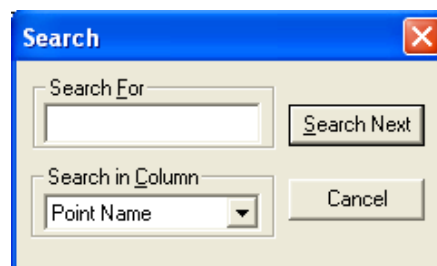 Search
Search For
Search Next
Search in Column
Point Name
Cancel